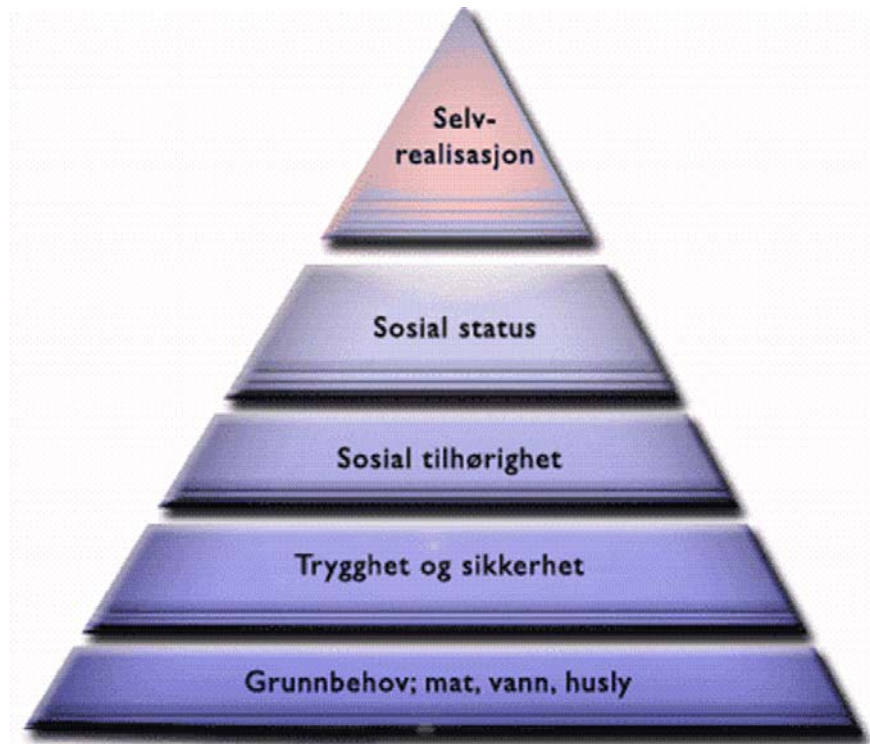 Selv-
realisasjon
Sosial status
Sosial tilhørighet
Trygghet og sikkerhet
Grunnbehov; mat, vann, husly